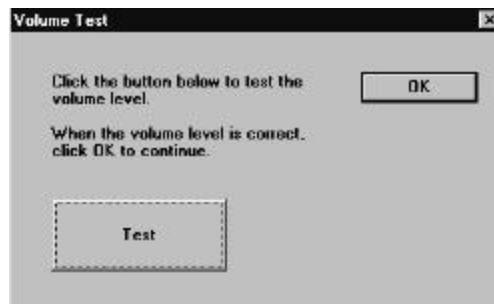 Volume Test
Click the button below to test the
volume level.
OK
When the volume level is correct,
click OK to continue.
Test